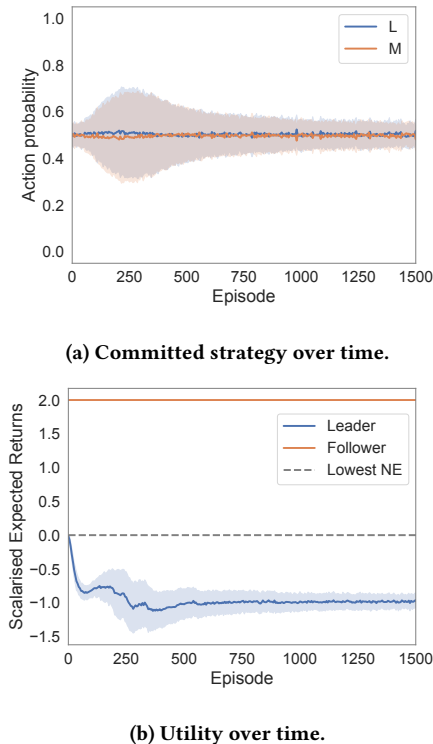 1.0
0.8
0.6
0.4
0.2
0.0
Action probability
L
M
0 250 500 750 1000 1250 1500
Episode
(a) Committed strategy over time.
2.0
1.5
1.0
0.5
0.0
−0.5
−1.0
−1.5
Scalarised Expected Returns
Leader
Follower
Lowest NE
0 250 500 750 1000 1250 1500
Episode
(b) Utility over time.